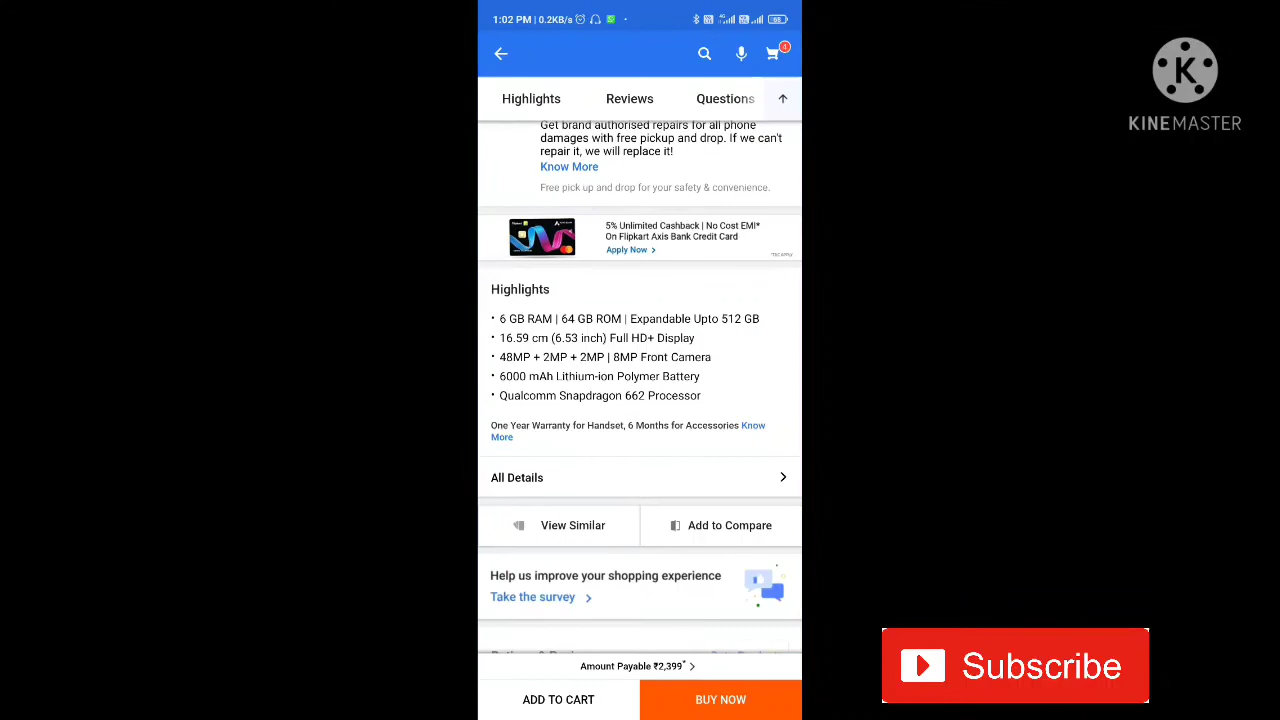 1:02 PM | 0.2KB/s
KINEMASTER
Highlights Reviews Questions
Get brand authorised repairs for all phone
damages with free pickup and drop. If we can't
repair it, we will replace it!
Know More
Free pick up and drop for your safety & convenience.
5% Unlimited Cashback | No Cost EMI*
On Flipkart Axis Bank Credit Card
Apply Now >
Highlights
• 6 GB RAM | 64 GB ROM | Expandable Upto 512 GB
• 16.59 cm (6.53 inch) Full HD+ Display
• 48MP + 2MP + 2MP | 8MP Front Camera
• 6000 mAh Lithium-ion Polymer Battery
• Qualcomm Snapdragon 662 Processor
One Year Warranty for Handset, 6 Months for Accessories Know
More
All Details
View Similar Add to Compare
Help us improve your shopping experience
Take the survey >
Amount Payable ₹2,399* >
ADD TO CART BUY NOW
Subscribe